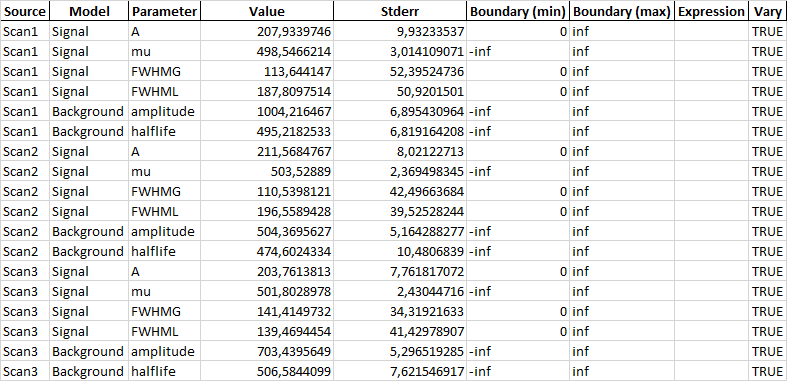 Source Model Parameter Value Stderr Boundary (min) Boundary (max) Expression Vary
Scan1 Signal A 207,9339746 9,93233537 0 inf TRUE
Scan1 Signal mu 498,5466214 3,014109071 -inf inf TRUE
Scan1 Signal FWHMG 113,644147 52,39524736 0 inf TRUE
Scan1 Signal FWHML 187,8097514 50,9201501 0 inf TRUE
Scan1 Background amplitude 1004,216467 6,895430964 -inf inf TRUE
Scan1 Background halflife 495,2182533 6,819164208 -inf inf TRUE
Scan2 Signal A 211,5684767 8,02122713 0 inf TRUE
Scan2 Signal mu 503,52889 2,369498345 -inf inf TRUE
Scan2 Signal FWHMG 110,5398121 42,49663684 0 inf TRUE
Scan2 Signal FWHML 196,5589428 39,52528244 0 inf TRUE
Scan2 Background amplitude 504,3695627 5,164288277 -inf inf TRUE
Scan2 Background halflife 474,6024334 10,4806839 -inf inf TRUE
Scan3 Signal A 203,7613813 7,761817072 0 inf TRUE
Scan3 Signal mu 501,8028978 2,43044716 -inf inf TRUE
Scan3 Signal FWHMG 141,4149732 34,31921633 0 inf TRUE
Scan3 Signal FWHML 139,4694454 41,42978907 0 inf TRUE
Scan3 Background amplitude 703,4395649 5,296519285 -inf inf TRUE
Scan3 Background halflife 506,5844099 7,621546917 -inf inf TRUE